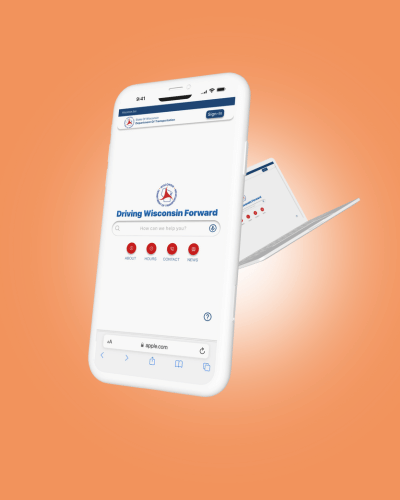 9:41
State Of Wisconsin
Department Of Transportation
Sign In
Driving Wisconsin Forward
How can we help you?
ABOUT
HOURS
CONTACT
NEWS
?
AA
apple.com